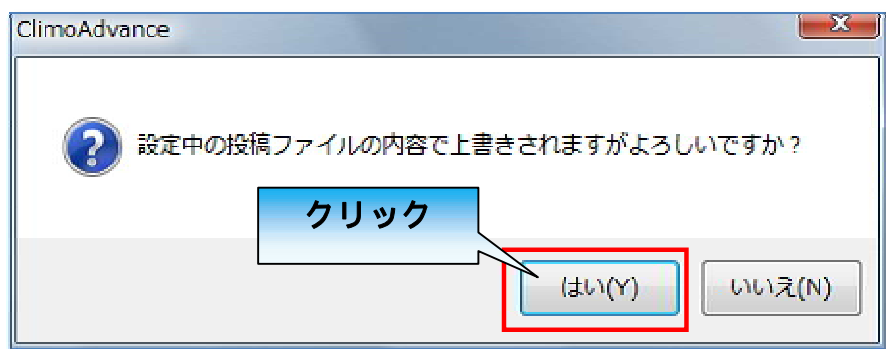 ClimoAdvance
設定中の投稿ファイルの内容で上書きされますがよろしいですか?
クリック
はい(Y)
いいえ(N)